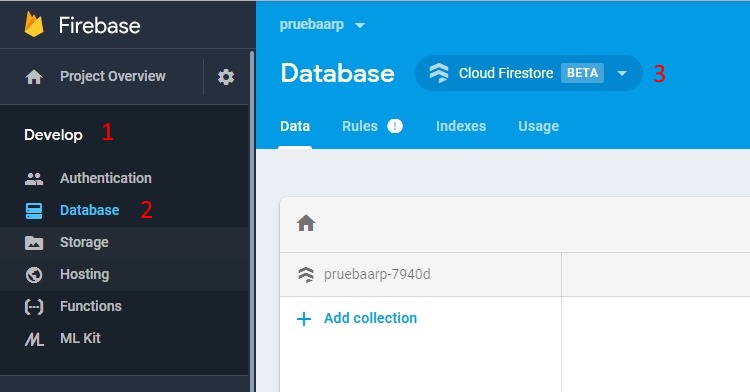 Firebase
Project Overview
Develop 1
Authentication
Database 2
Storage
Hosting
Functions
ML Kit
pruebaarp
Database Cloud Firestore BETA 3
Data Rules ! Indexes Usage
pruebaarp-7940d
+ Add collection